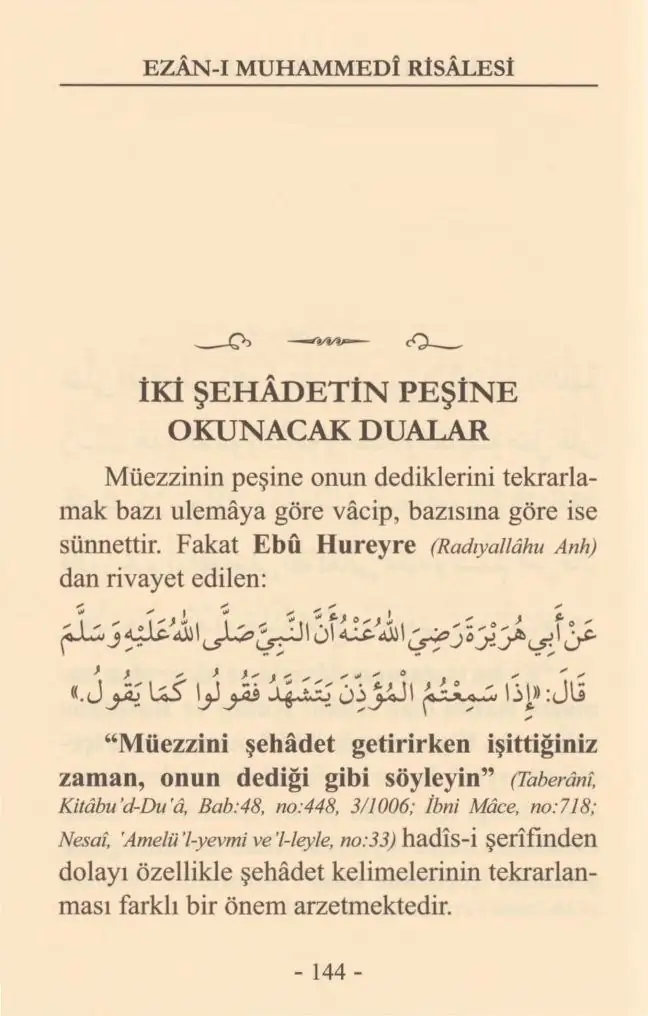 EZÂN-I MUHAMMEDÎ RİSÂLESİ
İKİ ŞEHÂDETİN PEŞİNE
OKUNACAK DUALAR
Müezzinin peşine onun dediklerini tekrarla-
mak bazı ulemâya göre vâcip, bazısına göre ise
sünnettir. Fakat Ebû Hureyre (Radıyallâhu Anh)
dan rivayet edilen:
عَنْ أَبِي هُرَيْرَةَ رَضِيَ اللّٰهُ عَنْهُ أَنَّ النَّبِيَّ صَلَّى اللّٰهُ عَلَيْهِ وَسَلَّمَ
قَالَ: «إِذَا سَمِعْتُمُ الْمُؤَذِّنَ يَتَشَهَّدُ فَقُولُوا كَمَا يَقُولُ.»
“Müezzini şehâdet getirirken işittiğiniz
zaman, onun dediği gibi söyleyin” (Taberânî,
Kitâbu'd-Du'â, Bab:48, no:448, 3/1006; İbni Mâce, no:718;
Nesaî, 'Amelü'l-yevmi ve'l-leyle, no:33) hadîs-i şerîfinden
dolayı özellikle şehâdet kelimelerinin tekrarlan-
ması farklı bir önem arzetmektedir.
- 144 -